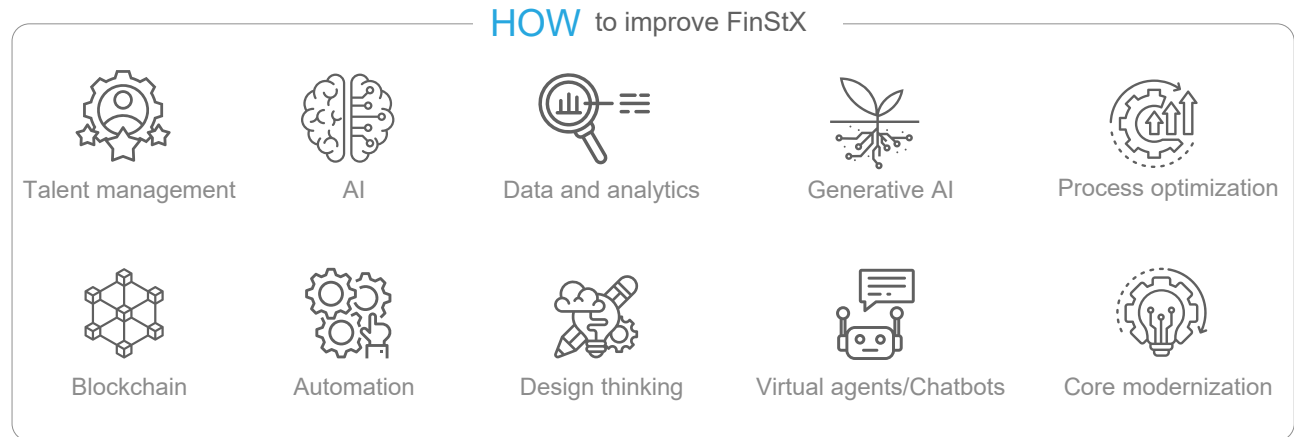 HOW to improve FinStX
Talent management
AI
Data and analytics
Generative AI
Process optimization
Blockchain
Automation
Design thinking
Virtual agents/Chatbots
Core modernization